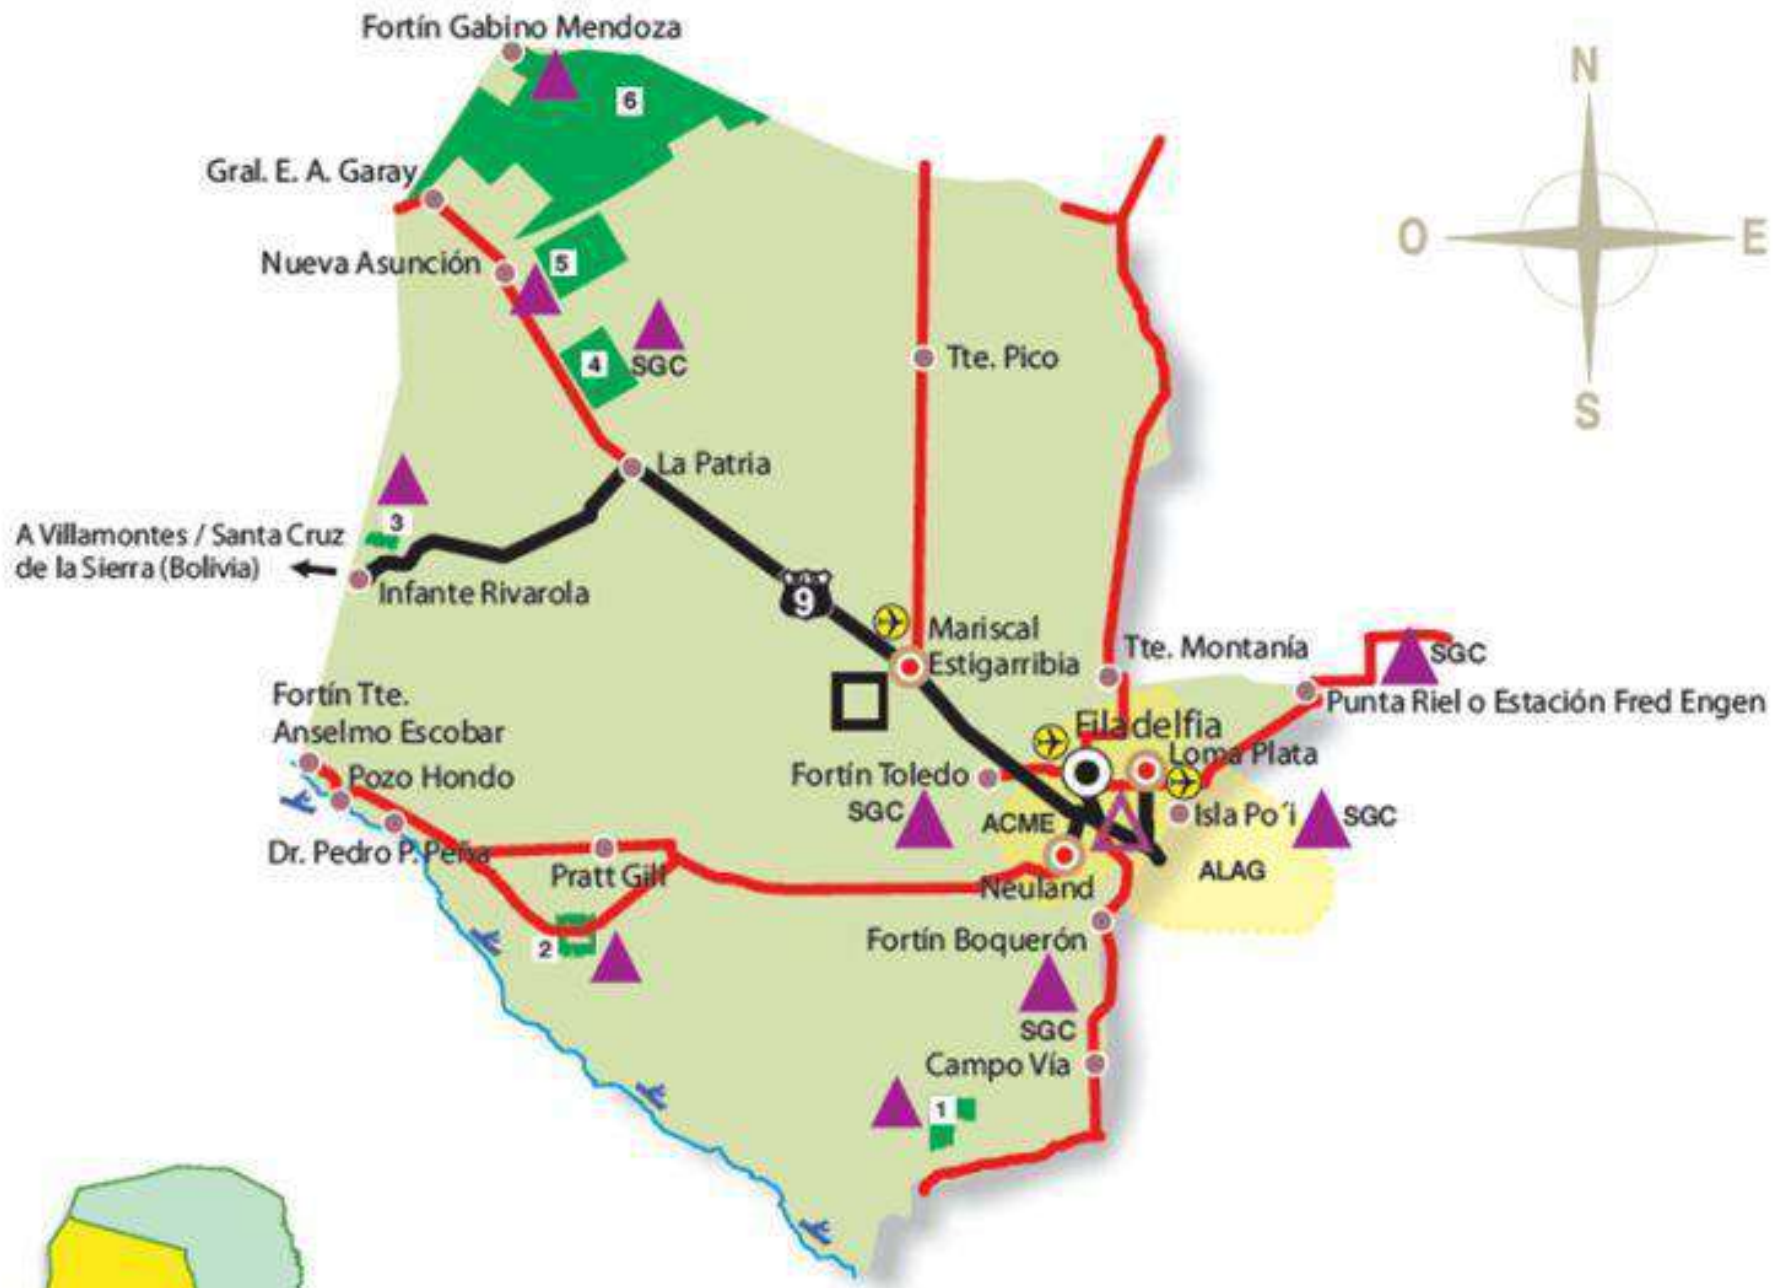 Fortín Gabino Mendoza
N
6
Gral. E. A. Garay
O
E
Nueva Asunción
5
4
SGC
Tte. Pico
S
La Patria
3
A Villamontes / Santa Cruz
de la Sierra (Bolivia)
Infante Rivarola
9
Mariscal
Estigarribia
Tte. Montanía
SGC
Punta Riel o Estación Fred Engen
Fortín Tte.
Anselmo Escobar
Filadelfia
Loma Plata
Pozo Hondo
Fortín Toledo
SGC
ACME
Isla Po´i
SGC
Dr. Pedro P. Peña
Pratt Gill
Neuland
ALAG
2
Fortín Boquerón
SGC
Campo Vía
1